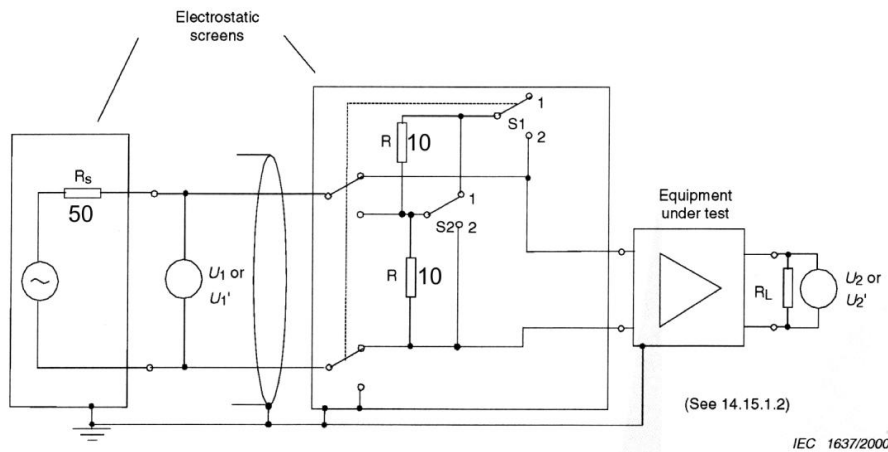 Electrostatic
screens
1
S1
R 10
2
Rs
50
1
S2 2
Equipment
under test
U1 or
U1'
R 10
RL
U2 or
U2'
(See 14.15.1.2)
IEC 1637/2000